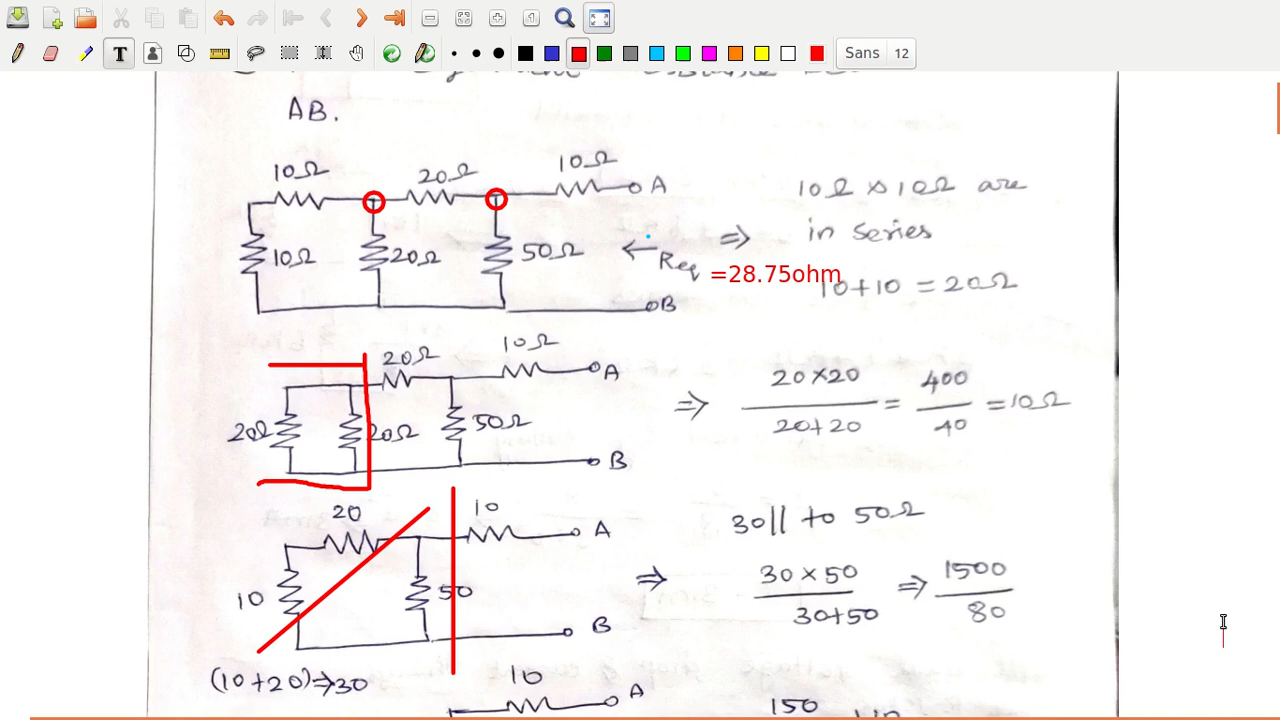 Sans 12
AB.
10Ω 20Ω 10Ω A
10Ω 20Ω 50Ω ← Req =28.75ohm
B
⇒ 10Ω & 10Ω are
in series
10+10 = 20Ω
20Ω 10Ω A
20Ω 20Ω 50Ω
B
⇒ 20×20 / 20+20 = 400 / 40 = 10Ω
20 10 A
10 50
B
(10+20)⇒30
30|| to 50Ω
⇒ 30×50 / 30+50 ⇒ 1500 / 80
10 A
150